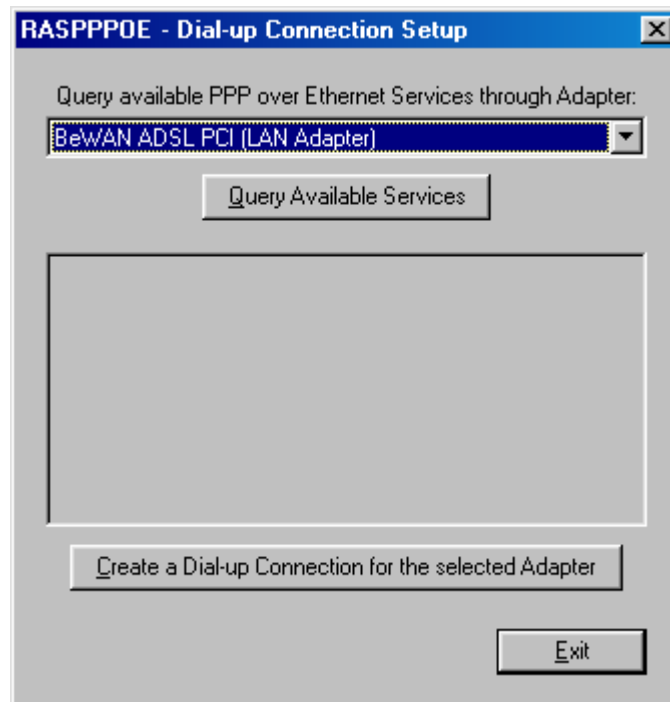 RASPPPOE - Dial-up Connection Setup
Query available PPP over Ethernet Services through Adapter:
BeWAN ADSL PCI (LAN Adapter)
Query Available Services
Create a Dial-up Connection for the selected Adapter
Exit